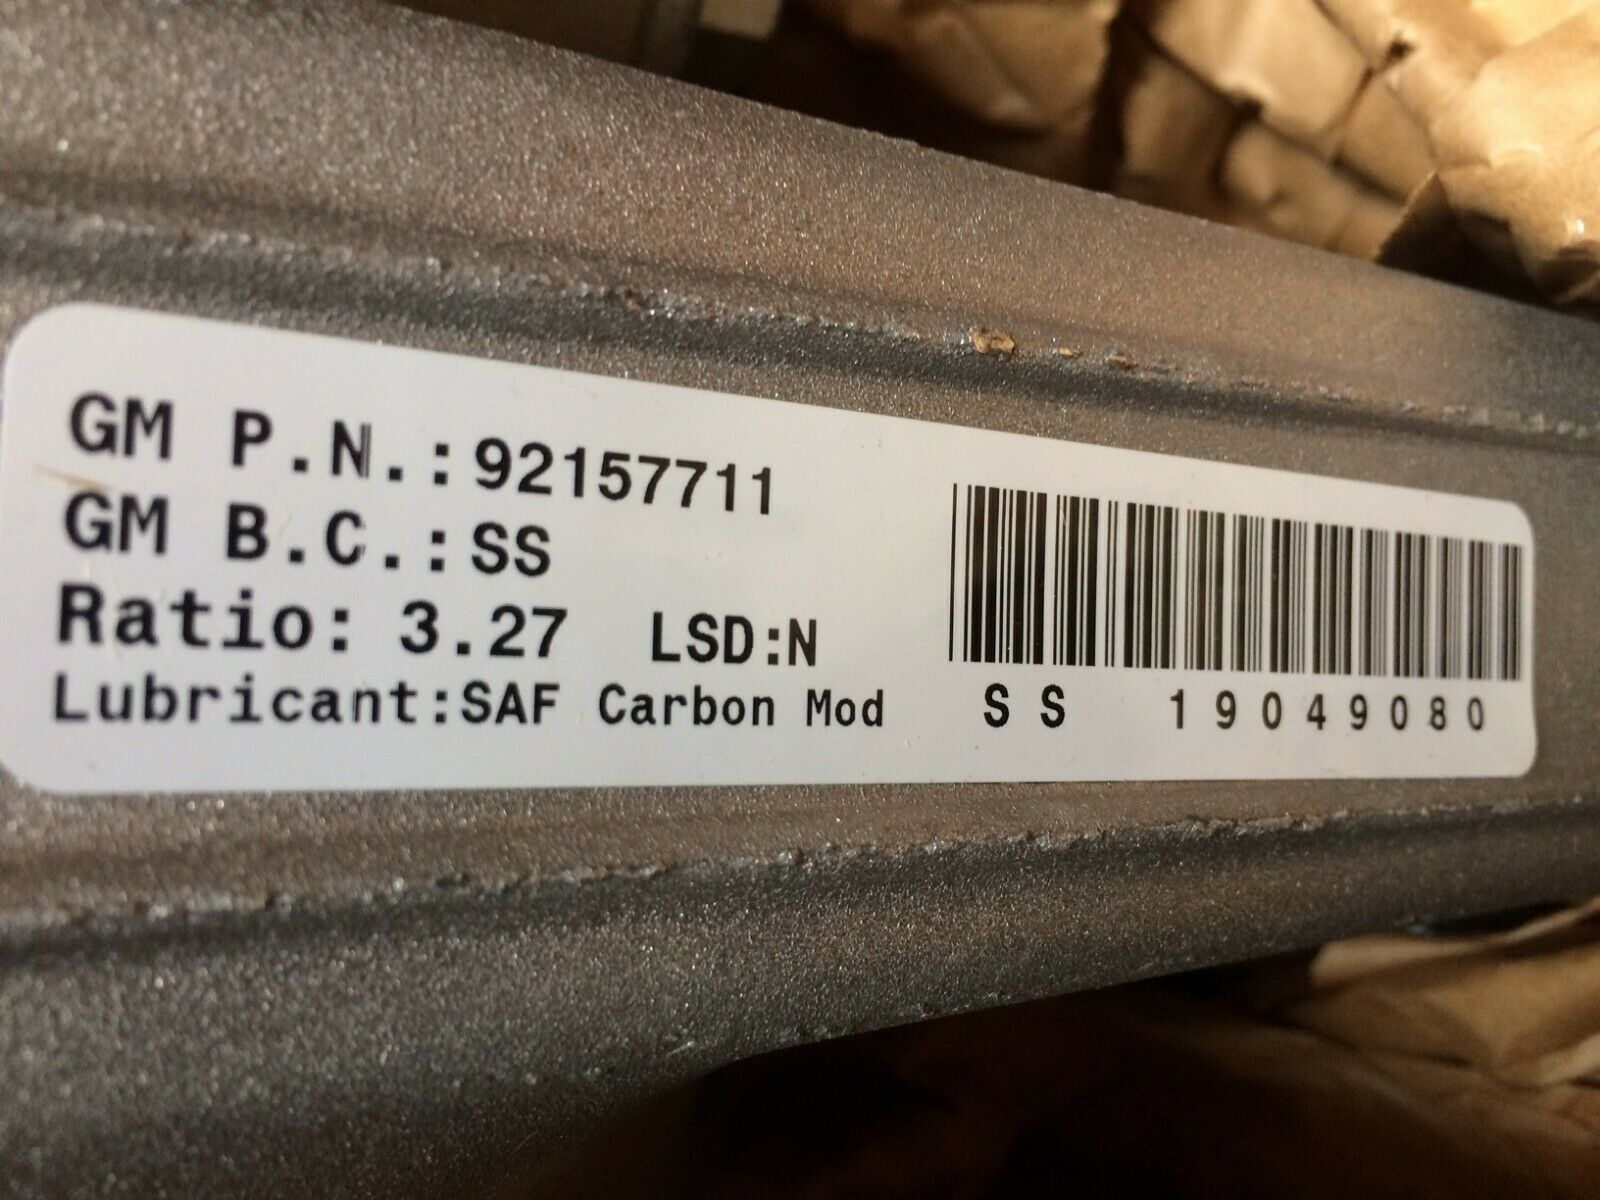 GM P.N.:92157711
GM B.C.:SS
Ratio: 3.27 LSD:N
Lubricant:SAF Carbon Mod
SS 19049080